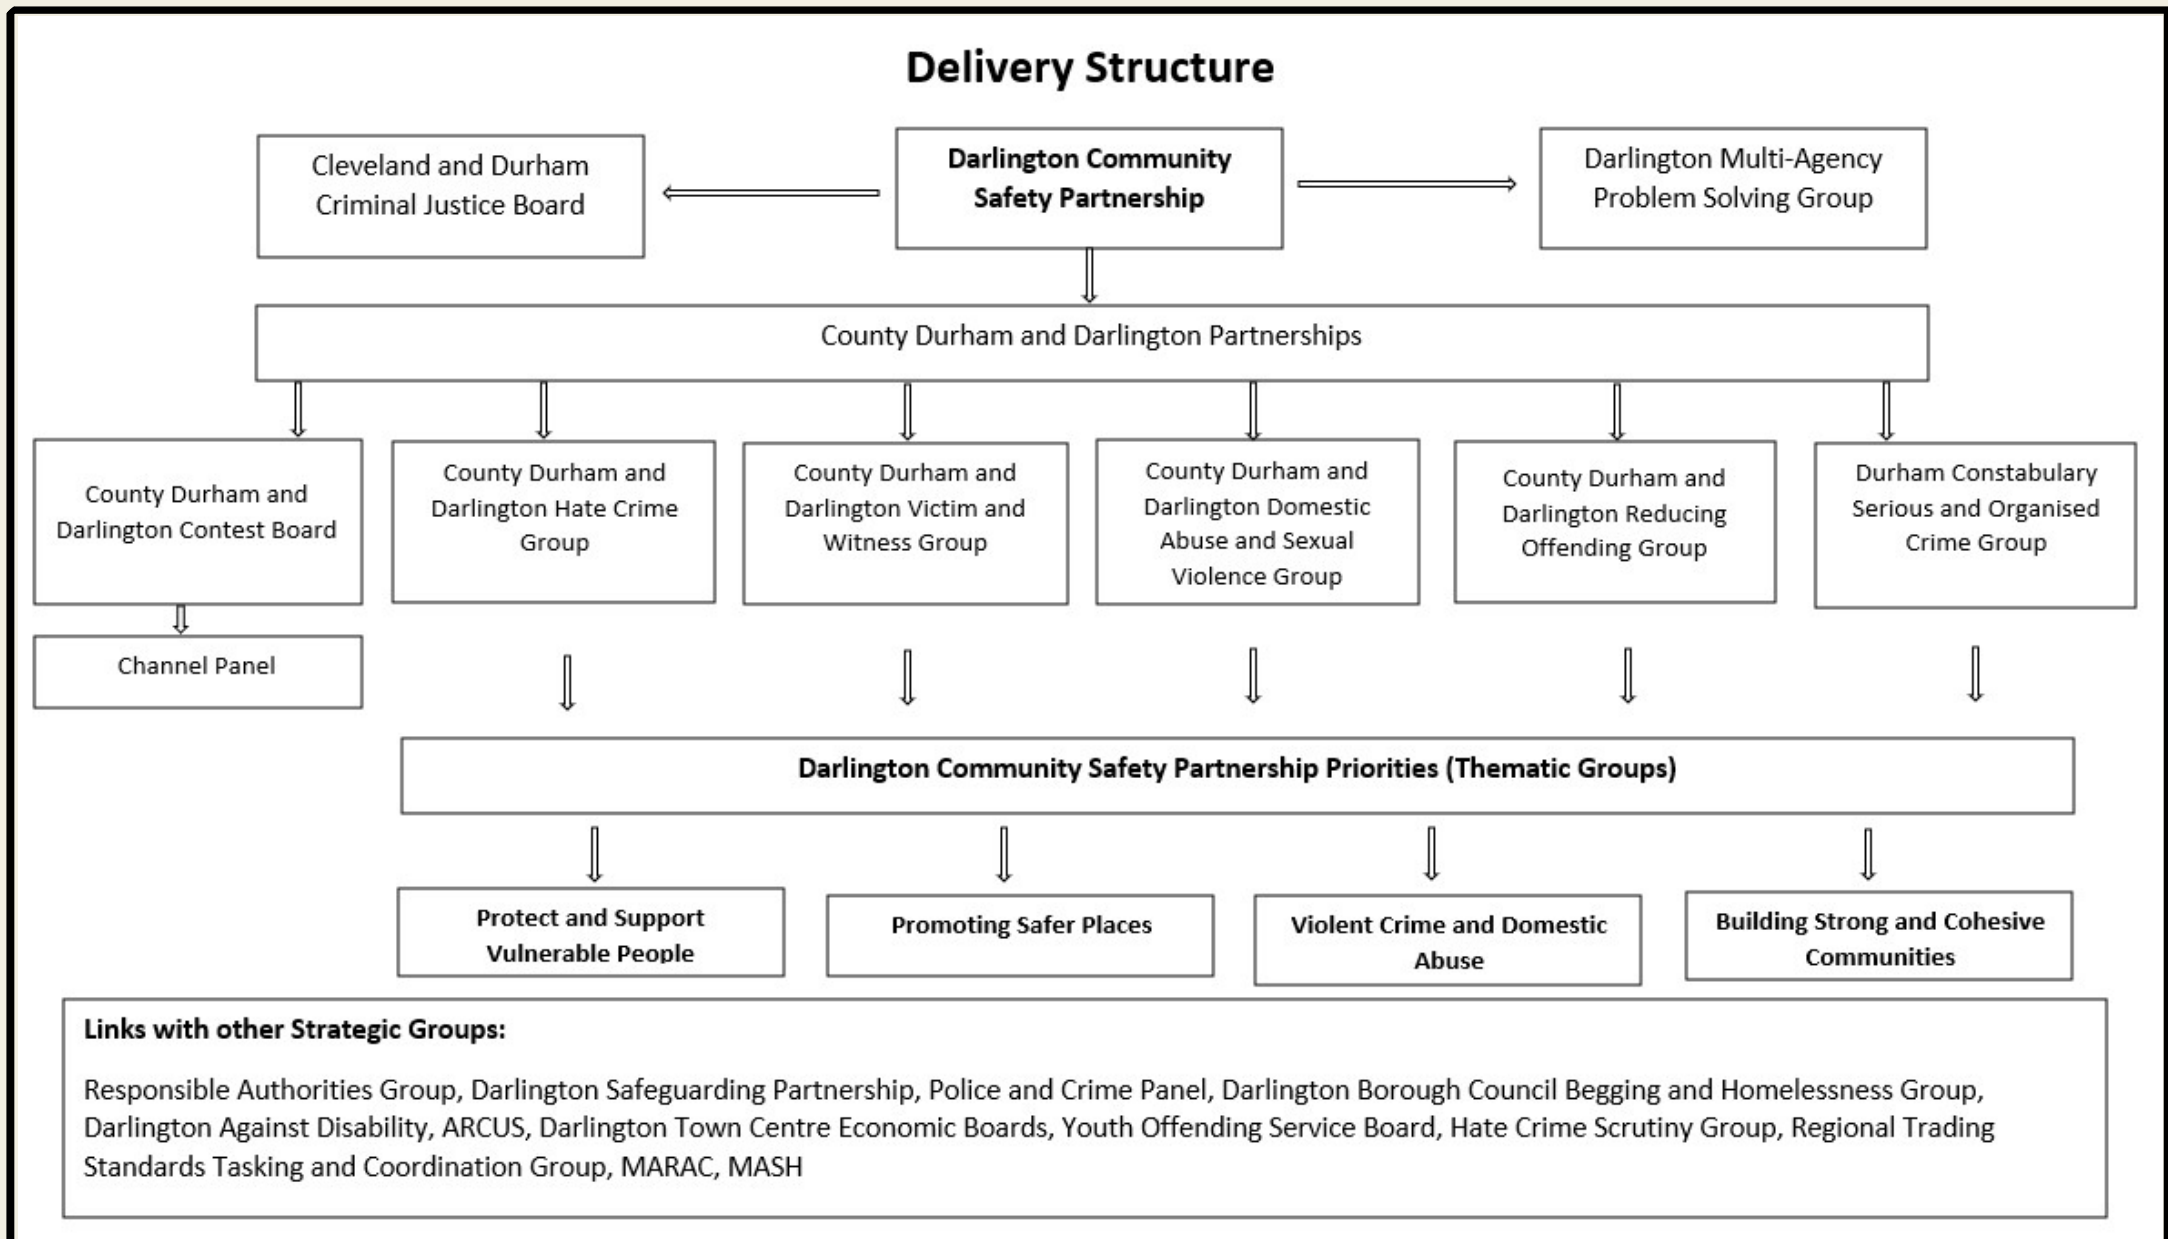 Delivery Structure
Cleveland and Durham
Criminal Justice Board
Darlington Community
Safety Partnership
Darlington Multi-Agency
Problem Solving Group
County Durham and Darlington Partnerships
County Durham and
Darlington Contest Board
County Durham and
Darlington Hate Crime
Group
County Durham and
Darlington Victim and
Witness Group
County Durham and
Darlington Domestic
Abuse and Sexual
Violence Group
County Durham and
Darlington Reducing
Offending Group
Durham Constabulary
Serious and Organised
Crime Group
Channel Panel
Darlington Community Safety Partnership Priorities (Thematic Groups)
Protect and Support
Vulnerable People
Promoting Safer Places
Violent Crime and Domestic
Abuse
Building Strong and Cohesive
Communities
Links with other Strategic Groups:
Responsible Authorities Group, Darlington Safeguarding Partnership, Police and Crime Panel, Darlington Borough Council Begging and Homelessness Group,
Darlington Against Disability, ARCUS, Darlington Town Centre Economic Boards, Youth Offending Service Board, Hate Crime Scrutiny Group, Regional Trading
Standards Tasking and Coordination Group, MARAC, MASH